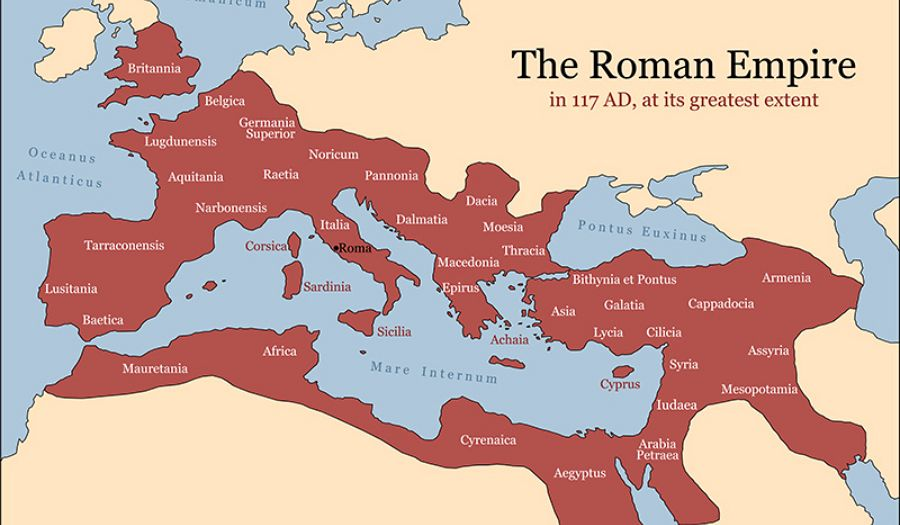 The Roman Empire
in 117 AD, at its greatest extent
Britannia
Belgica
Germania
Superior
Lugdunensis
Noricum
Oceanus
Atlanticus
Aquitania
Raetia
Pannonia
Narbonensis
Dacia
Italia
Dalmatia
Moesia
Pontus Euxinus
Tarraconensis
Corsica
Roma
Thracia
Macedonia
Lusitania
Sardinia
Epirus
Bithynia et Pontus
Armenia
Baetica
Sicilia
Asia
Galatia
Cappadocia
Achaia
Lycia
Cilicia
Africa
Mauretania
Mare Internum
Syria
Assyria
Cyprus
Mesopotamia
Iudaea
Cyrenaica
Arabia
Petraea
Aegyptus